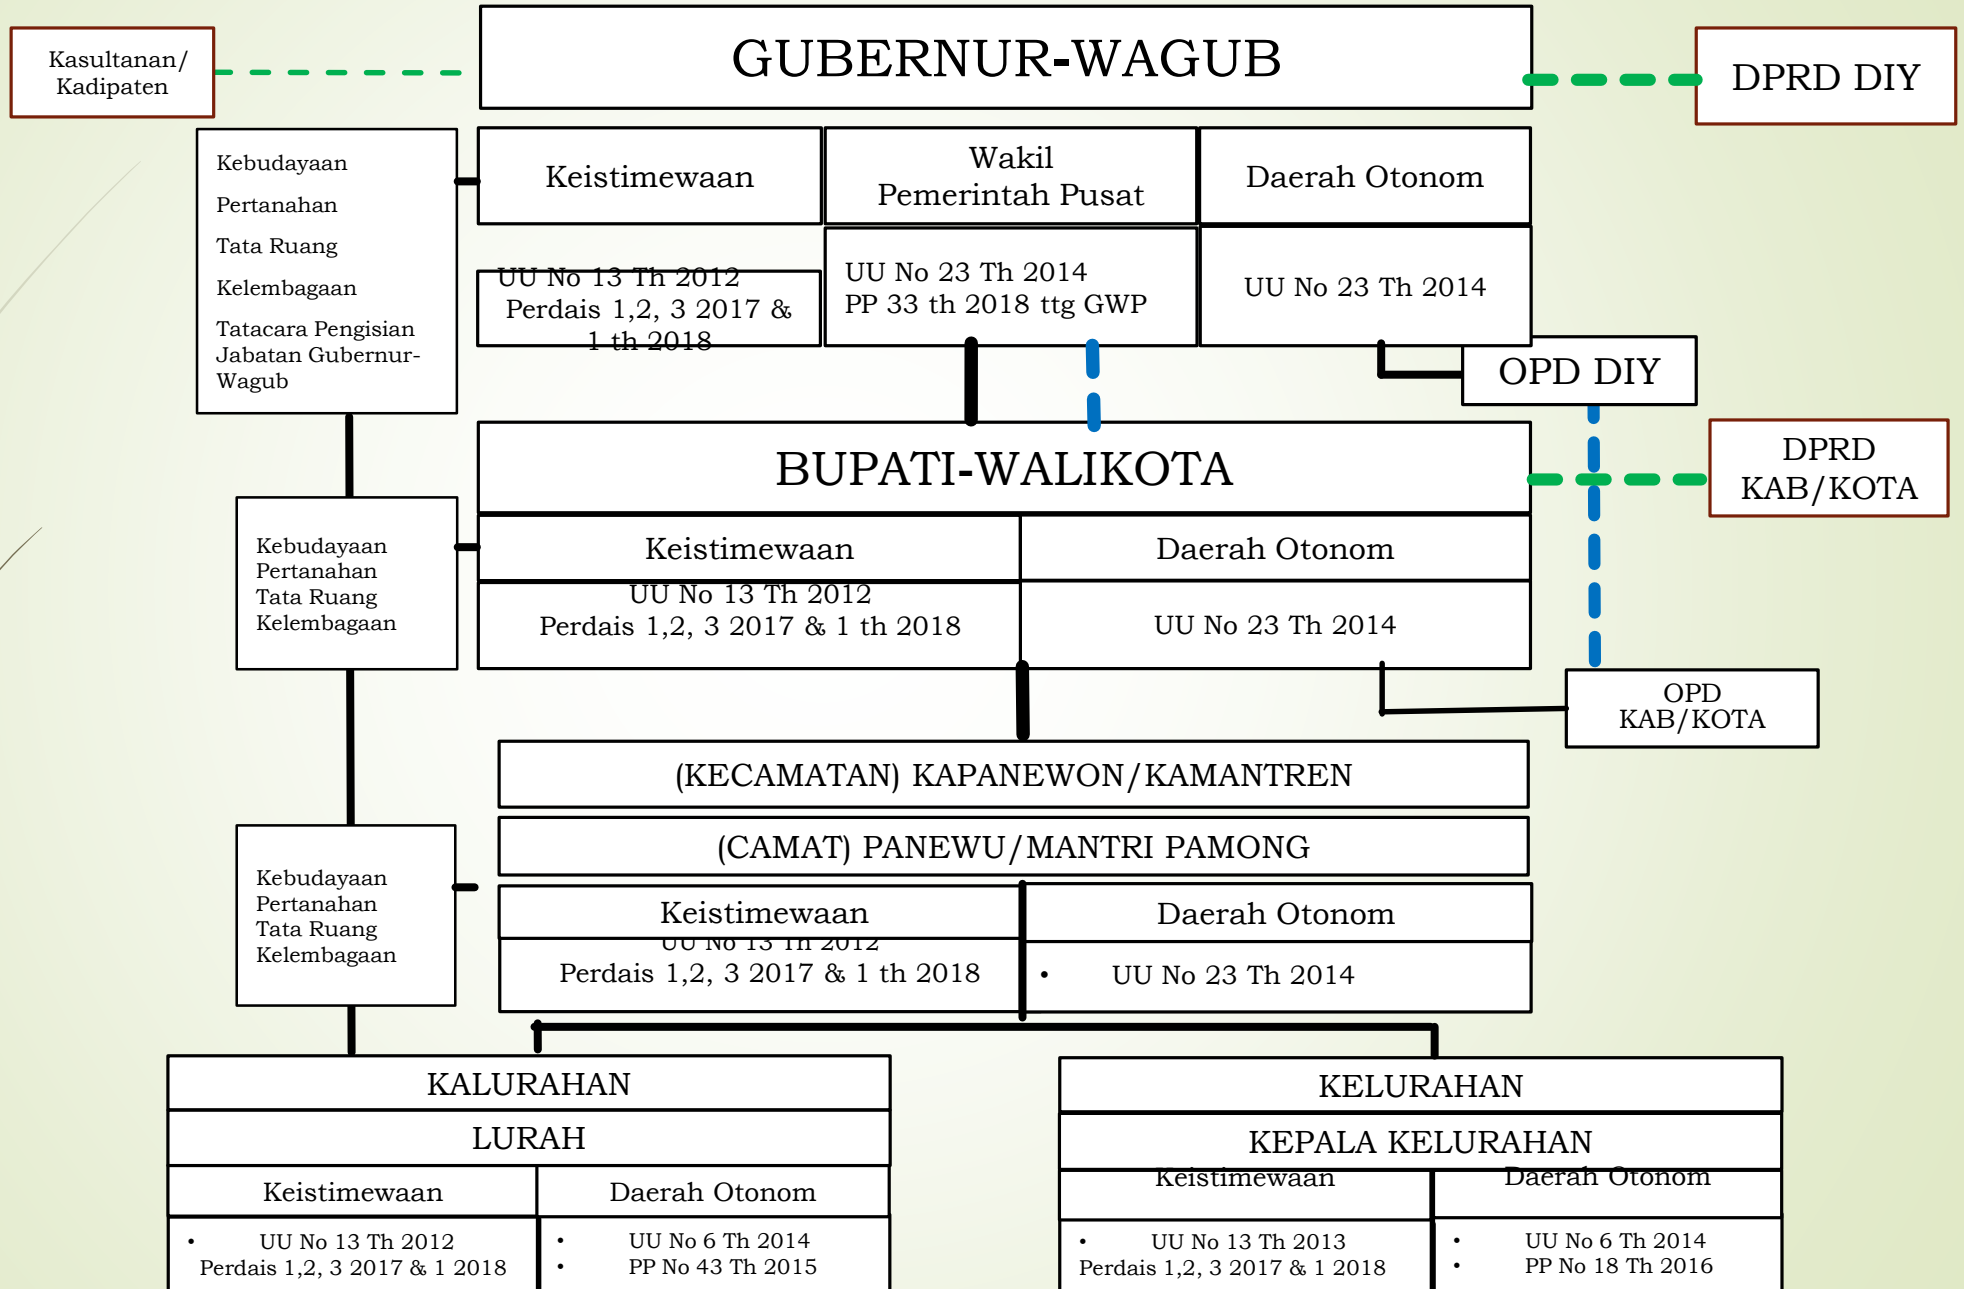 Kasultanan/
Kadipaten
GUBERNUR-WAGUB
DPRD DIY
Kebudayaan
Pertanahan
Tata Ruang
Kelembagaan
Tatacara Pengisian
Jabatan Gubernur-
Wagub
Keistimewaan
Wakil
Pemerintah Pusat
Daerah Otonom
UU No 13 Th 2012
Perdais 1,2, 3 2017 &
1 th 2018
UU No 23 Th 2014
PP 33 th 2018 ttg GWP
UU No 23 Th 2014
OPD DIY
BUPATI-WALIKOTA
DPRD
KAB/KOTA
Kebudayaan
Pertanahan
Tata Ruang
Kelembagaan
Keistimewaan
Daerah Otonom
UU No 13 Th 2012
Perdais 1,2, 3 2017 & 1 th 2018
UU No 23 Th 2014
OPD
KAB/KOTA
(KECAMATAN) KAPANEWON/KAMANTREN
(CAMAT) PANEWU/MANTRI PAMONG
Kebudayaan
Pertanahan
Tata Ruang
Kelembagaan
Keistimewaan
Daerah Otonom
UU No 13 Th 2012
Perdais 1,2, 3 2017 & 1 th 2018
• UU No 23 Th 2014
KALURAHAN
LURAH
Keistimewaan
Daerah Otonom
• UU No 13 Th 2012
Perdais 1,2, 3 2017 & 1 2018
• UU No 6 Th 2014
• PP No 43 Th 2015
KELURAHAN
KEPALA KELURAHAN
Keistimewaan
Daerah Otonom
• UU No 13 Th 2013
Perdais 1,2, 3 2017 & 1 2018
• UU No 6 Th 2014
• PP No 18 Th 2016